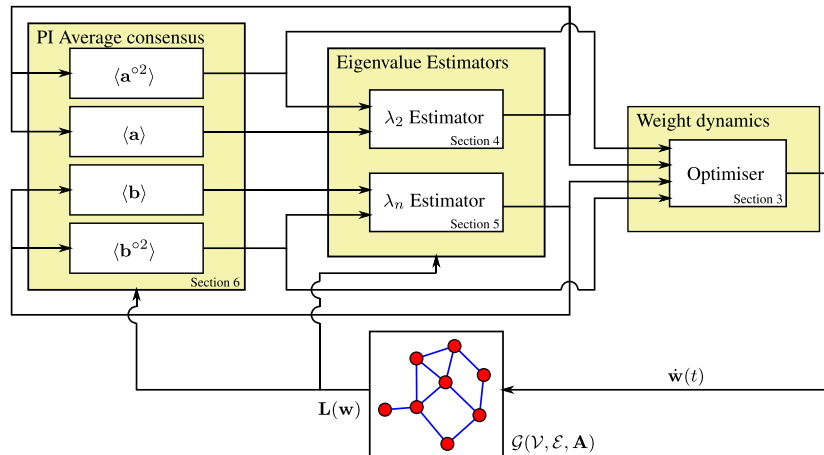 PI Average consensus
⟨a°²⟩
⟨a⟩
⟨b⟩
⟨b°²⟩
Section 6
Eigenvalue Estimators
λ₂ Estimator
Section 4
λₙ Estimator
Section 5
Weight dynamics
Optimiser
Section 3
L(w)
ẇ(t)
𝒢(𝒱, ℰ, A)